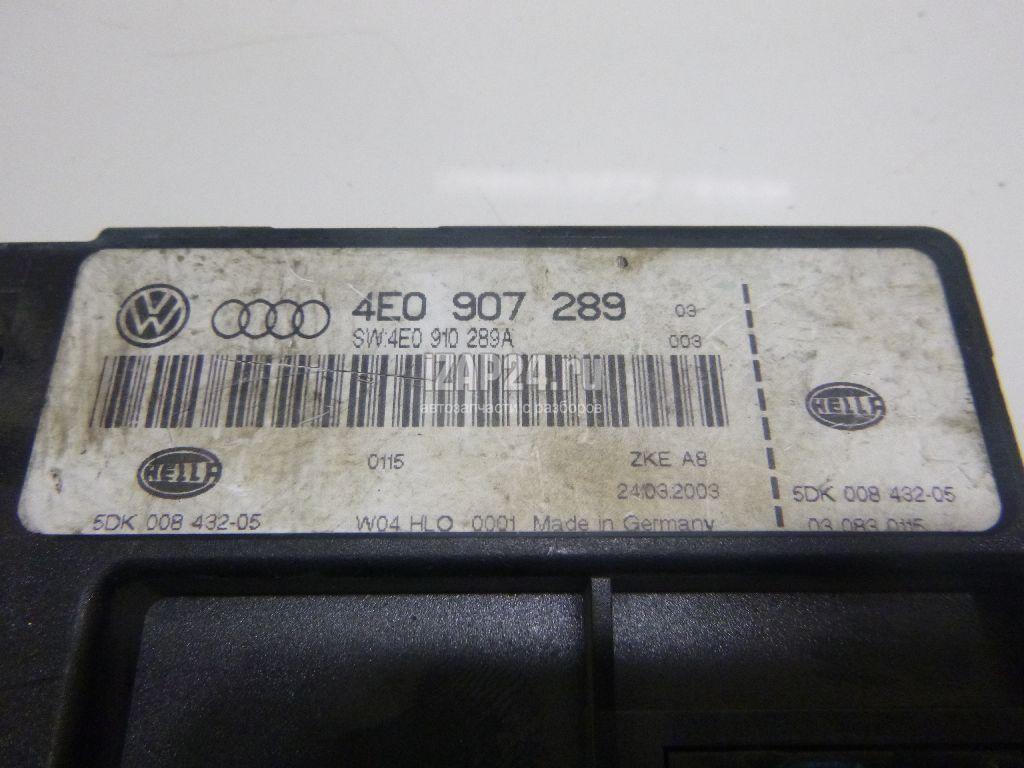 4E0 907 289 03
SW:4E0 910 289A 003
iZAP24.ru
автозапчасти с разборов
HELLA
0115 ZKE A8
HELLA
24.03.2003
5DK 008 432-05
5DK 008 432-05 W04 HLO 0001 Made in Germany
03.083 0115